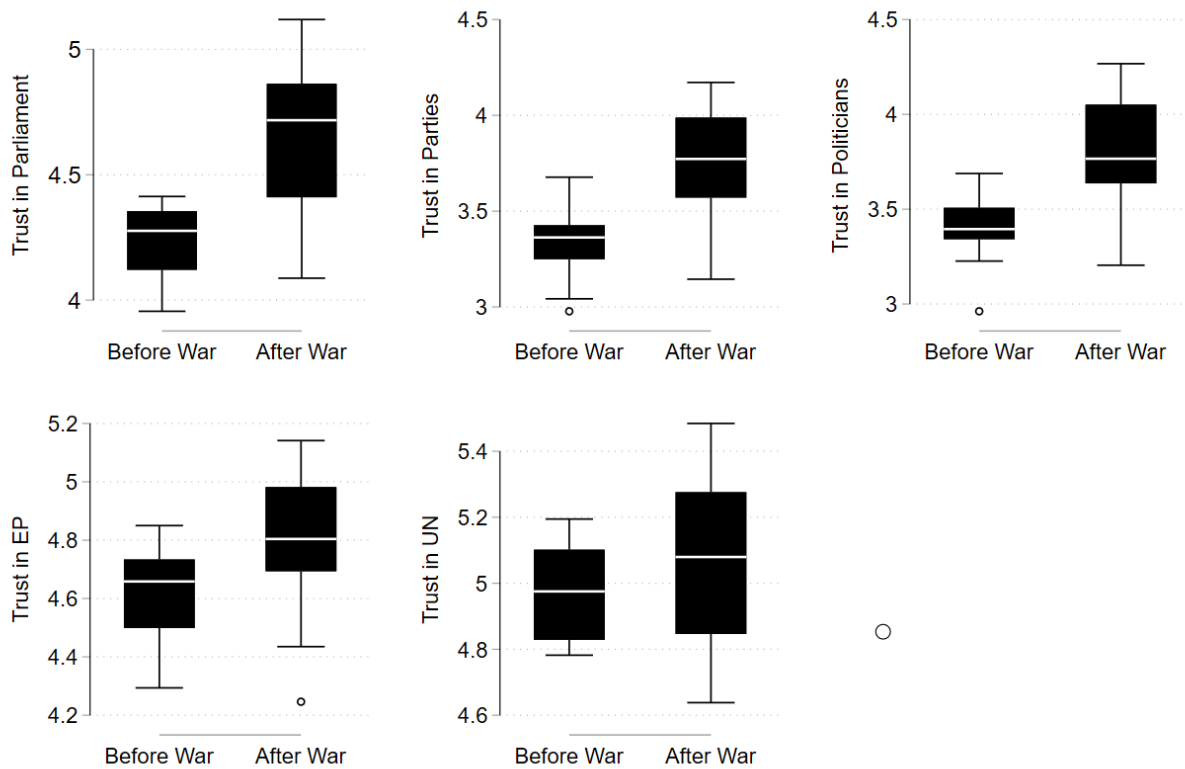 Trust in Parliament
5
4.5
4
Before War After War
Trust in Parties
4.5
4
3.5
3
Before War After War
Trust in Politicians
4.5
4
3.5
3
Before War After War
Trust in EP
5.2
5
4.8
4.6
4.4
4.2
Before War After War
Trust in UN
5.4
5.2
5
4.8
4.6
Before War After War